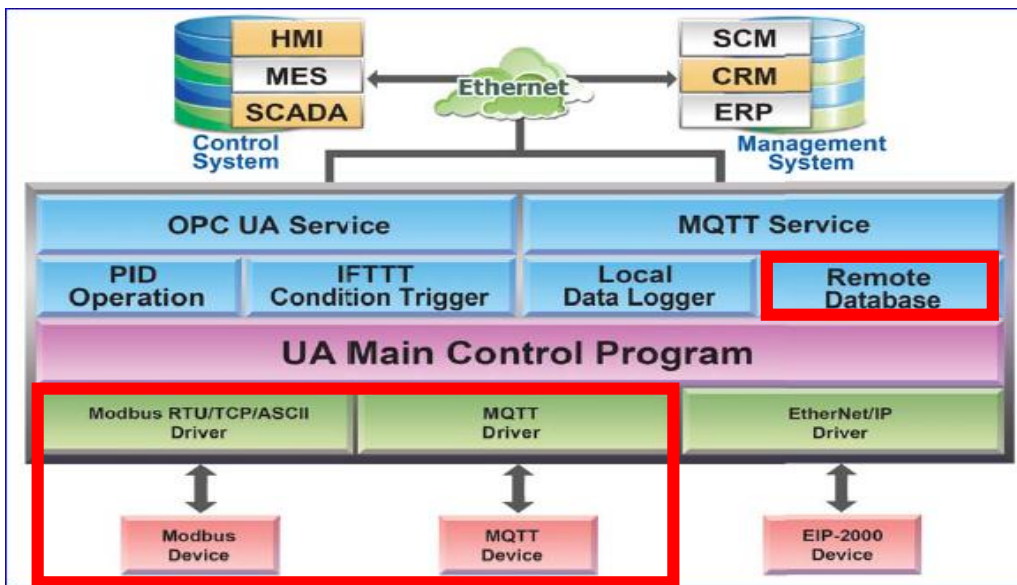 HMI
MES
SCADA
Control
System
Ethernet
SCM
CRM
ERP
Management
System
OPC UA Service
MQTT Service
PID
Operation
IFTTT
Condition Trigger
Local
Data Logger
Remote
Database
UA Main Control Program
Modbus RTU/TCP/ASCII
Driver
MQTT
Driver
EtherNet/IP
Driver
Modbus
Device
MQTT
Device
EIP-2000
Device